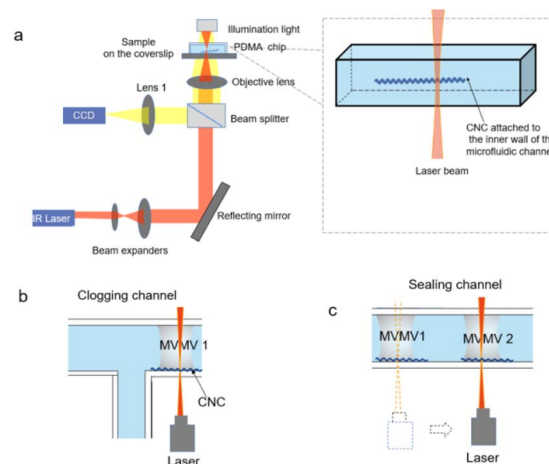 a
Illumination light
Sample
on the coverslip
PDMA chip
Lens 1
Objective lens
CCD
Beam splitter
CNC attached to
the inner wall of the
microfluidic channel
Laser beam
IR Laser
Reflecting mirror
Beam expanders
b
Clogging channel
MVMV 1
CNC
Laser
c
Sealing channel
MVMV1
MVMV 2
Laser